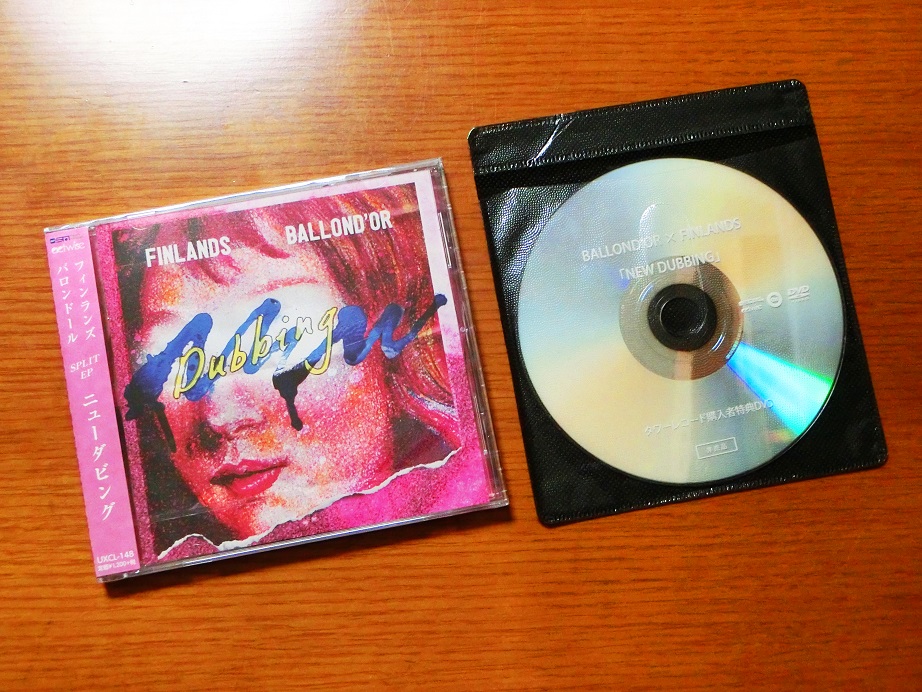 フィンランズ
バロンドール
SPLIT
EP
ニューダビング
UXCL-148
FINLANDS
BALLOND'OR
New
Dubbing
BALLOND'OR × FINLANDS
「NEW DUBBING」
DVD
タワーレコード購入者特典DVD
非売品